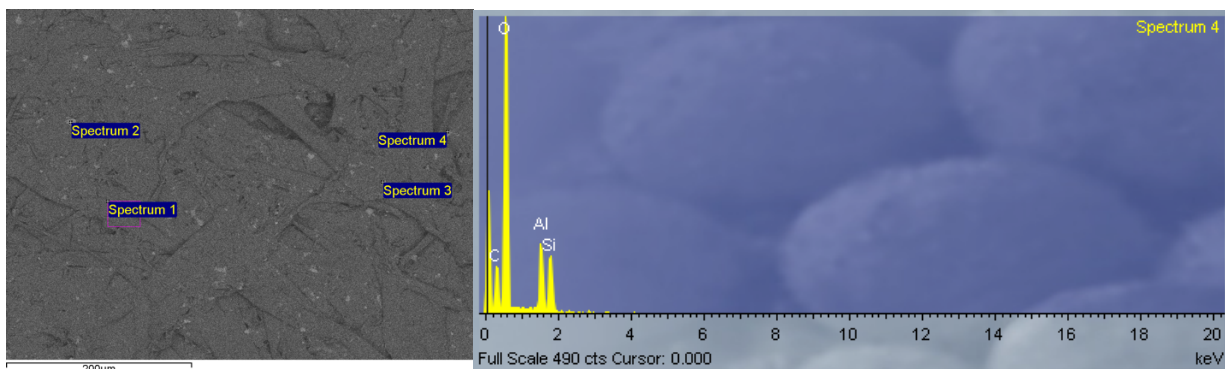 Spectrum 2
Spectrum 4
Spectrum 3
Spectrum 1
200µm
Spectrum 4
O
Al
Si
C
0 2 4 6 8 10 12 14 16 18 20
Full Scale 490 cts Cursor: 0.000 keV